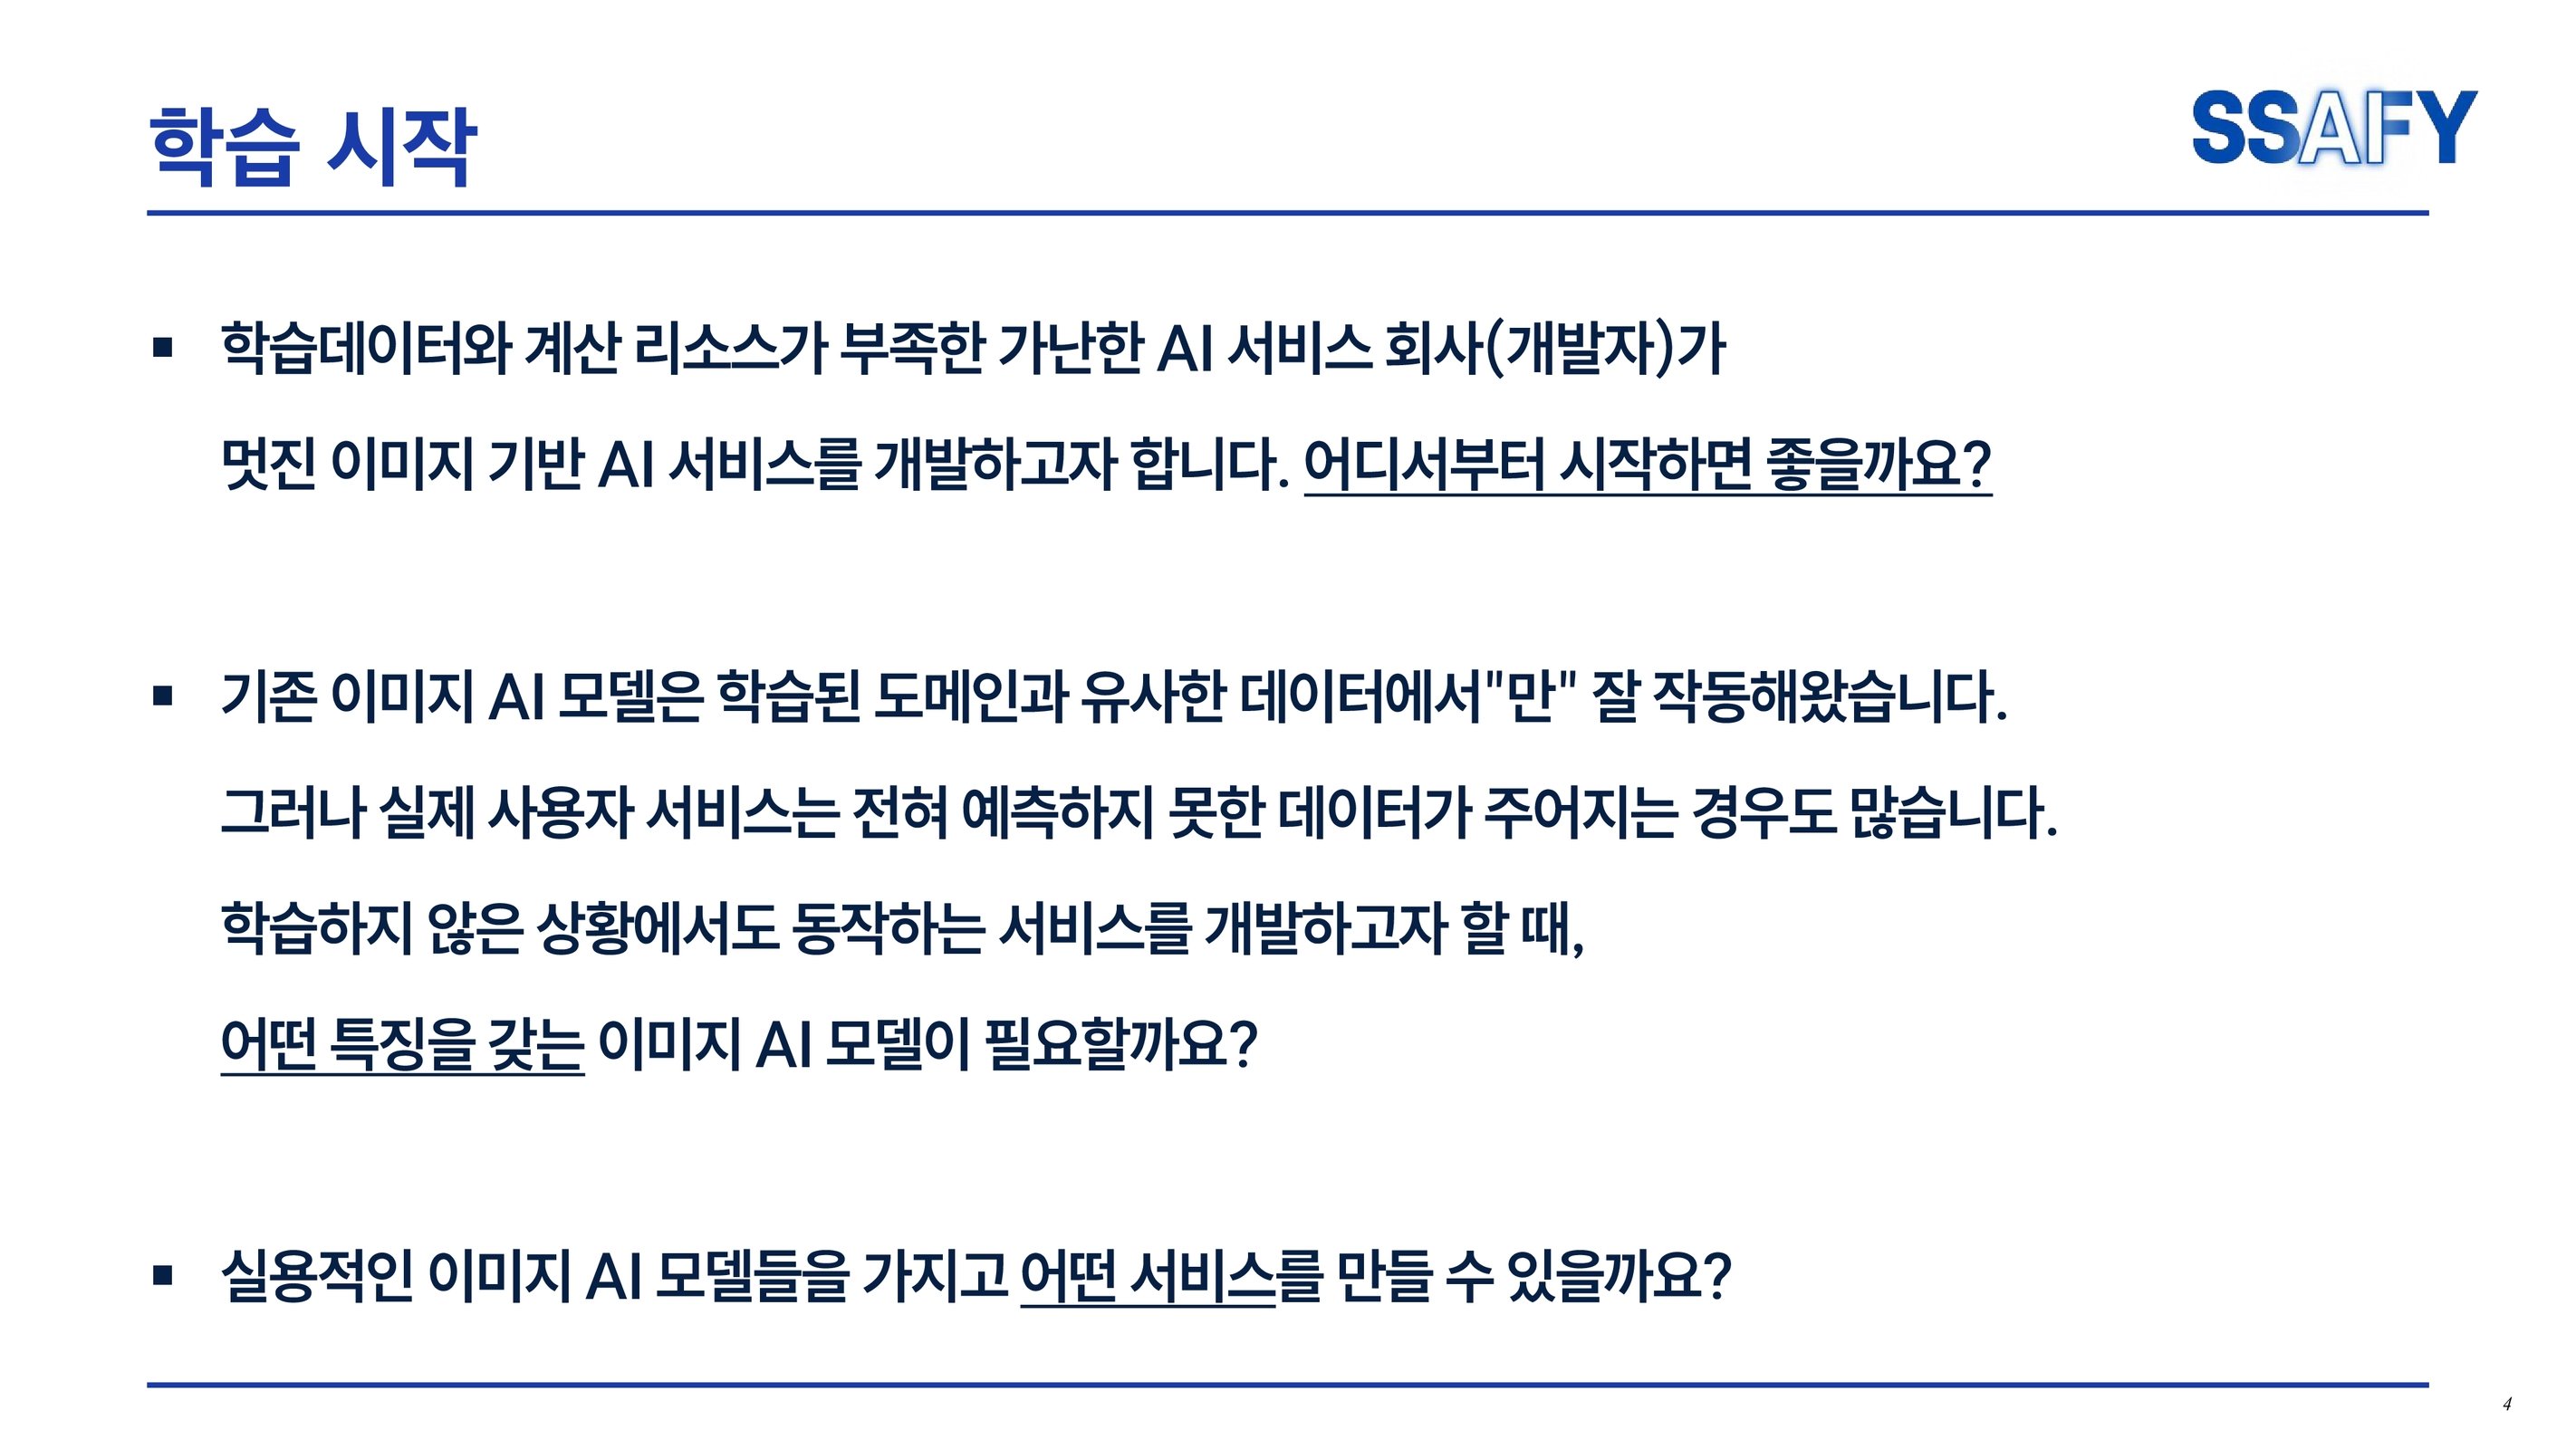 학습 시작
SSAFY
▪ 학습데이터와 계산 리소스가 부족한 가난한 AI 서비스 회사(개발자)가
멋진 이미지 기반 AI 서비스를 개발하고자 합니다. 어디서부터 시작하면 좋을까요?
▪ 기존 이미지 AI 모델은 학습된 도메인과 유사한 데이터에서"만" 잘 작동해왔습니다.
그러나 실제 사용자 서비스는 전혀 예측하지 못한 데이터가 주어지는 경우도 많습니다.
학습하지 않은 상황에서도 동작하는 서비스를 개발하고자 할 때,
어떤 특징을 갖는 이미지 AI 모델이 필요할까요?
▪ 실용적인 이미지 AI 모델들을 가지고 어떤 서비스를 만들 수 있을까요?
4